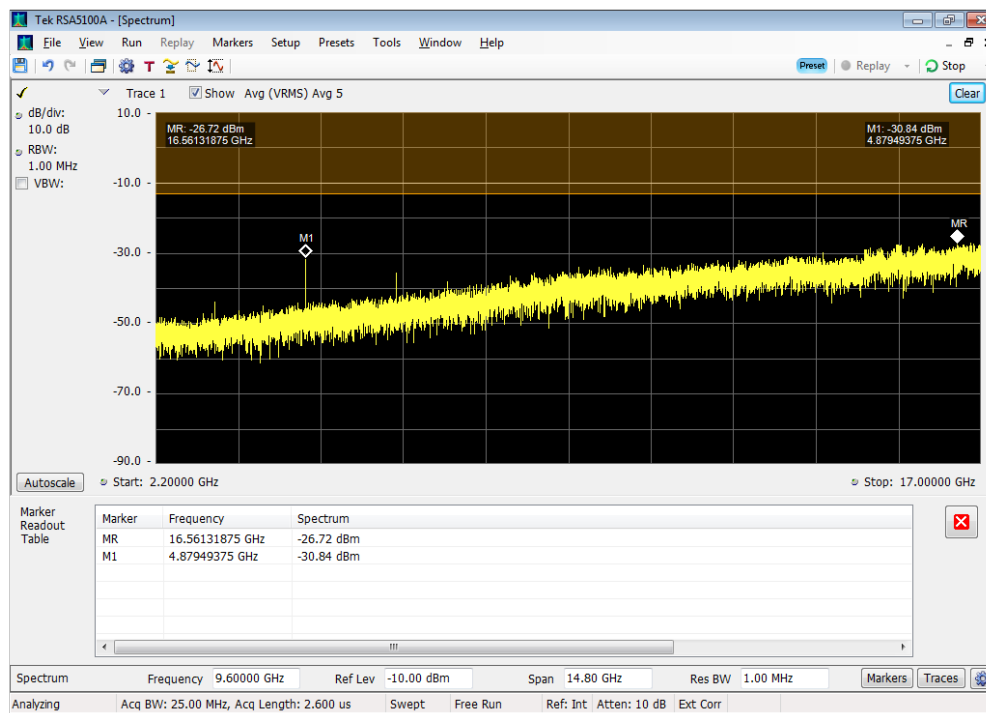 Tek RSA5100A - [Spectrum]
File View Run Replay Markers Setup Presets Tools Window Help
Preset Replay Stop
Trace 1 Show Avg (VRMS) Avg 5 Clear
dB/div:
10.0 dB
RBW:
1.00 MHz
VBW:
10.0
-10.0
-30.0
-50.0
-70.0
-90.0
MR: -26.72 dBm
16.56131875 GHz
M1: -30.84 dBm
4.87949375 GHz
M1
MR
Autoscale Start: 2.20000 GHz Stop: 17.00000 GHz
Marker
Readout
Table
Marker Frequency Spectrum
MR 16.56131875 GHz -26.72 dBm
M1 4.87949375 GHz -30.84 dBm
Spectrum Frequency 9.60000 GHz Ref Lev -10.00 dBm Span 14.80 GHz Res BW 1.00 MHz Markers Traces
Analyzing Acq BW: 25.00 MHz, Acq Length: 2.600 us Swept Free Run Ref: Int Atten: 10 dB Ext Corr